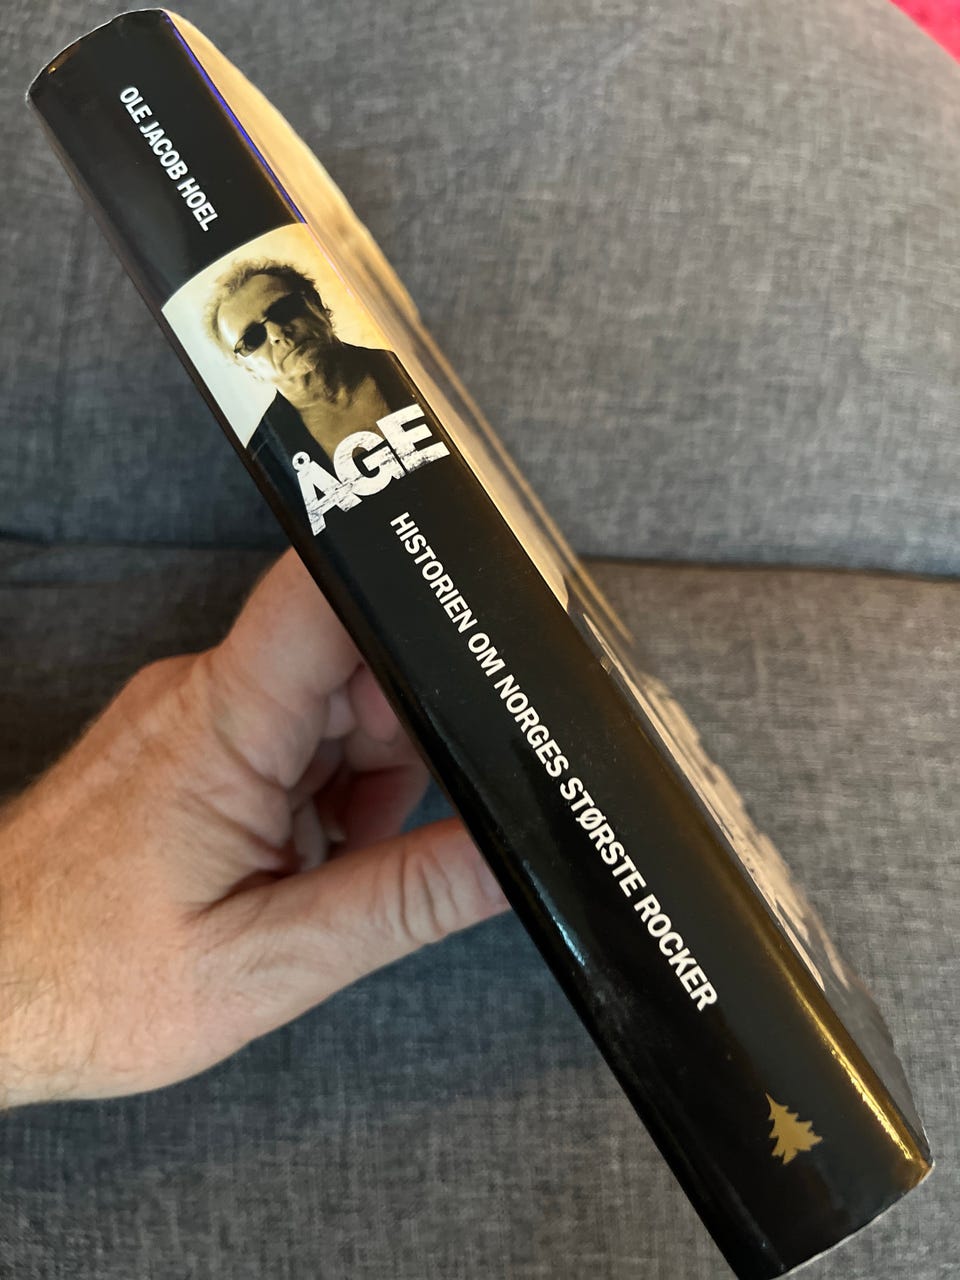 OLE JACOB HOEL
ÅGE
HISTORIEN OM NORGES STØRSTE ROCKER